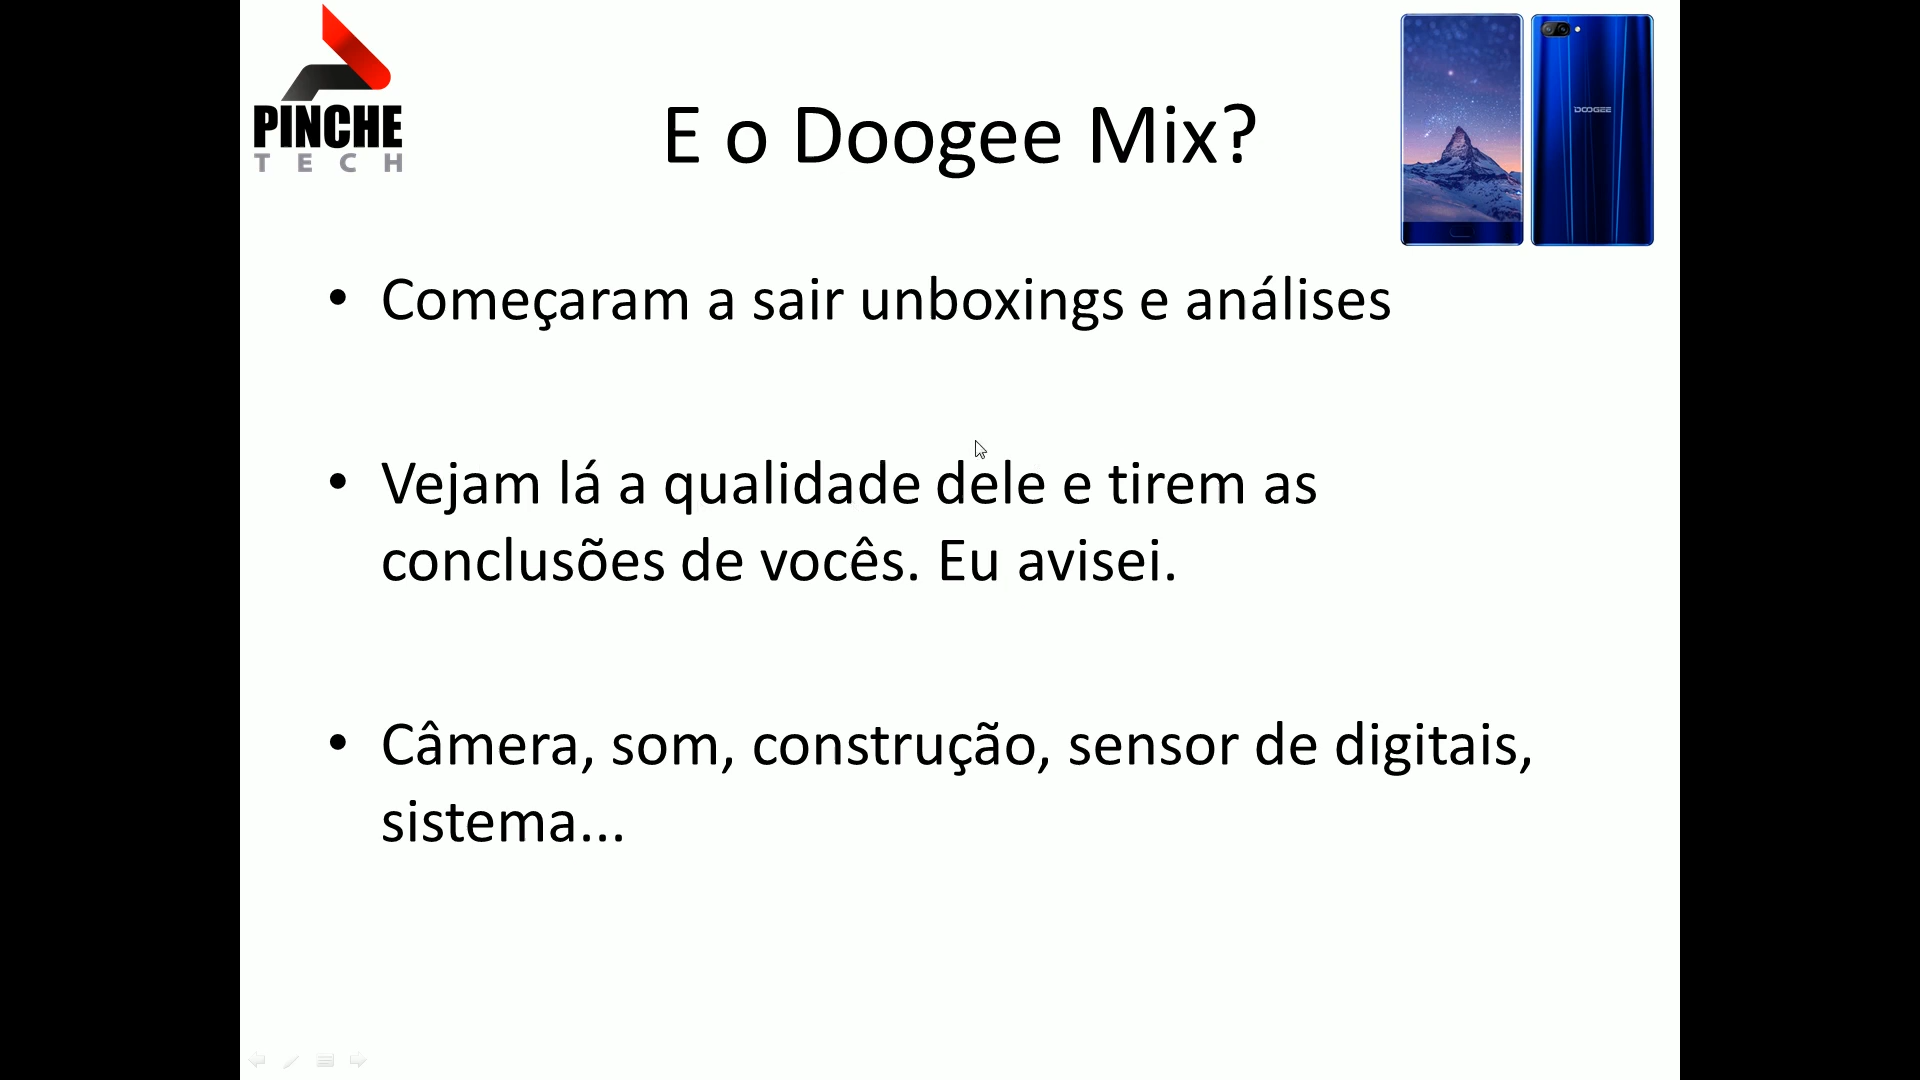 PINCHE
TECH
E o Doogee Mix?
DOOGEE
• Começaram a sair unboxings e análises
• Vejam lá a qualidade dele e tirem as
conclusões de vocês. Eu avisei.
• Câmera, som, construção, sensor de digitais,
sistema...